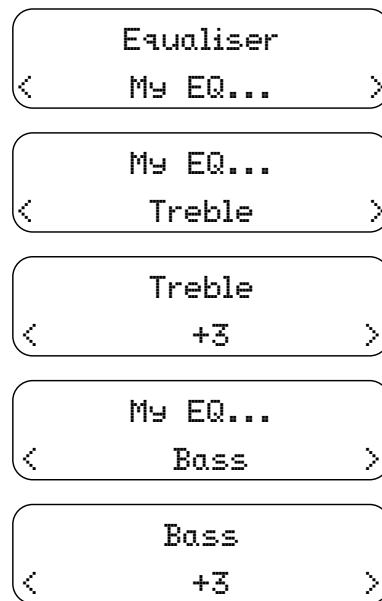 Equaliser
< My EQ... >
My EQ...
< Treble >
Treble
< +3 >
My EQ...
< Bass >
Bass
< +3 >